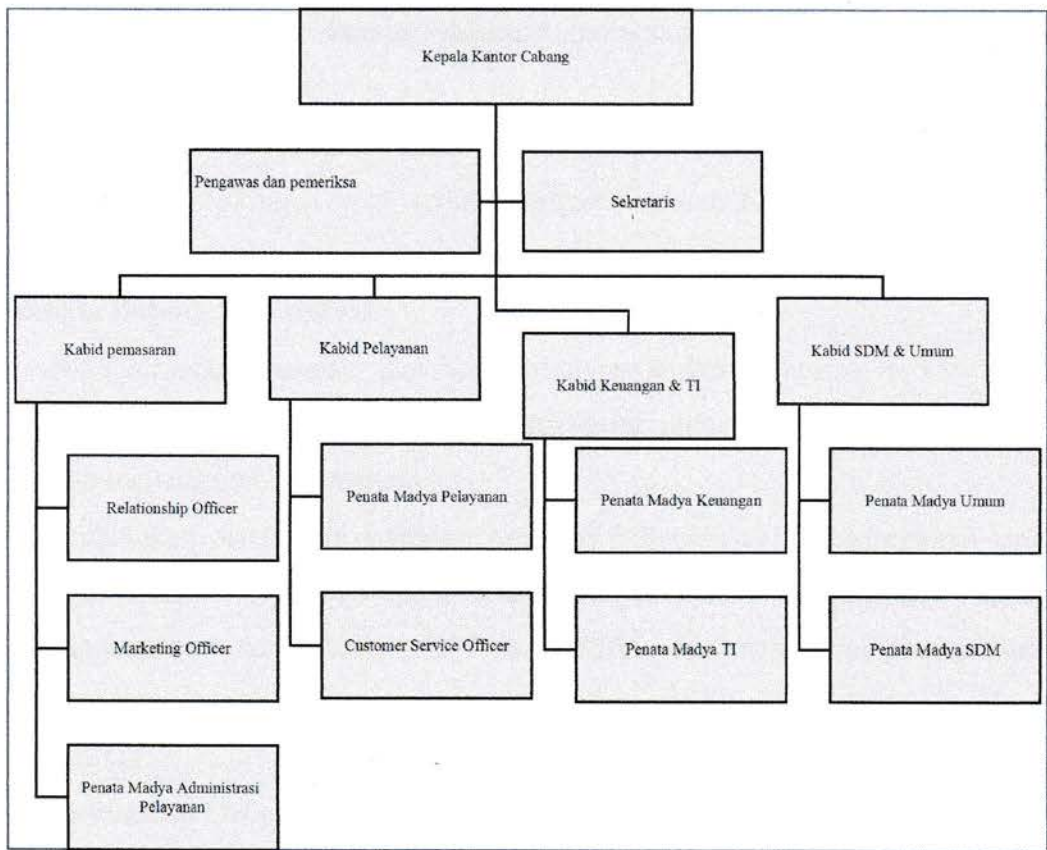 Kepala Kantor Cabang
Pengawas dan pemeriksa
Sekretaris
Kabid pemasaran
Kabid Pelayanan
Kabid Keuangan & TI
Kabid SDM & Umum
Relationship Officer
Penata Madya Pelayanan
Penata Madya Keuangan
Penata Madya Umum
Marketing Officer
Customer Service Officer
Penata Madya TI
Penata Madya SDM
Penata Madya Administrasi
Pelayanan